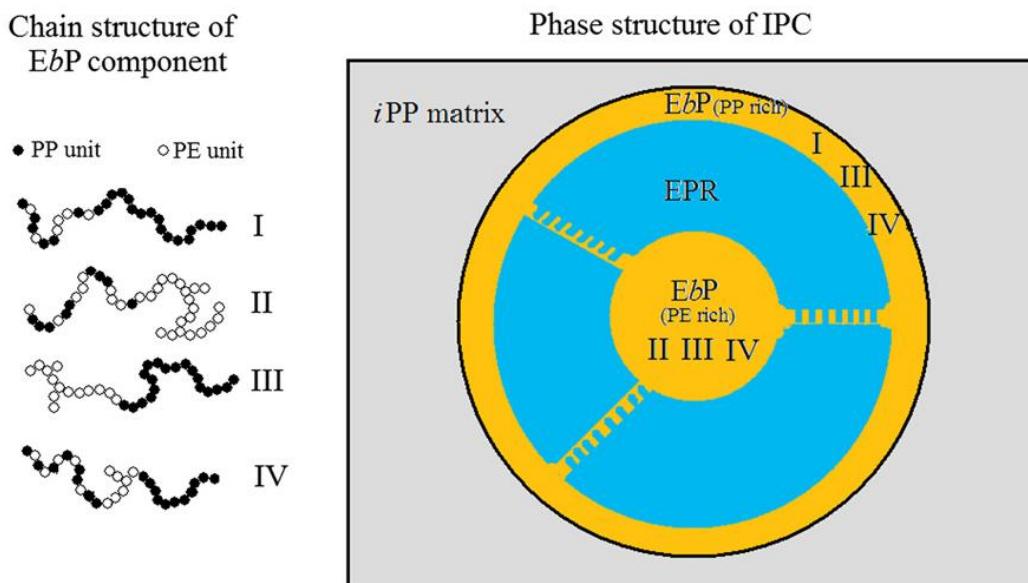 Chain structure of
EbP component
PP unit
PE unit
I
II
III
IV
Phase structure of IPC
iPP matrix
EbP (PP rich)
I
III
IV
EPR
EbP
(PE rich)
II III IV